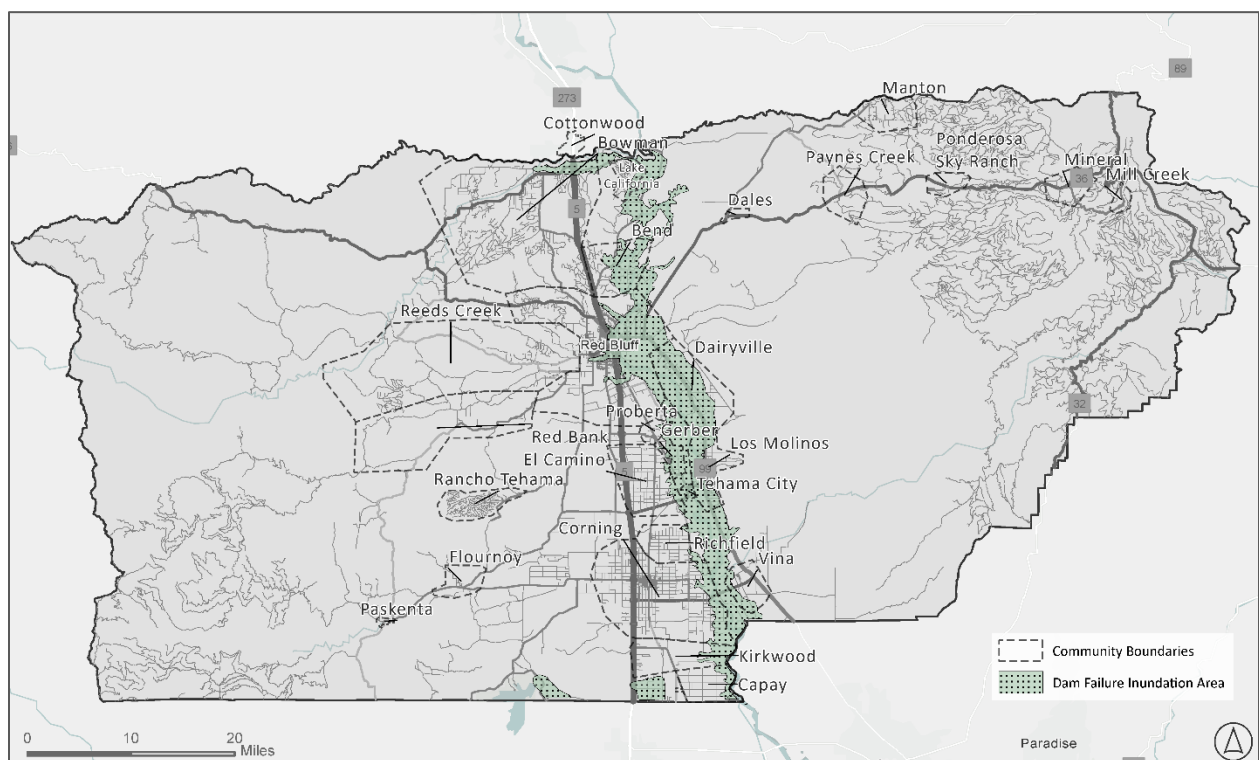 89
273
Manton
Cottonwood
Bowman
Ponderosa
Sky Ranch
Paynes Creek
Mineral
Lake
California
36
Mill Creek
Dales
5
Bend
Reeds Creek
Red Bluff
Dairyville
32
Proberta
Gerber
Red Bank
Los Molinos
El Camino
5
99
Rancho Tehama
Tehama City
Corning
Richfield
Flournoy
Vina
Paskenta
Community Boundaries
Kirkwood
Dam Failure Inundation Area
Capay
0 10 20
Miles
Paradise